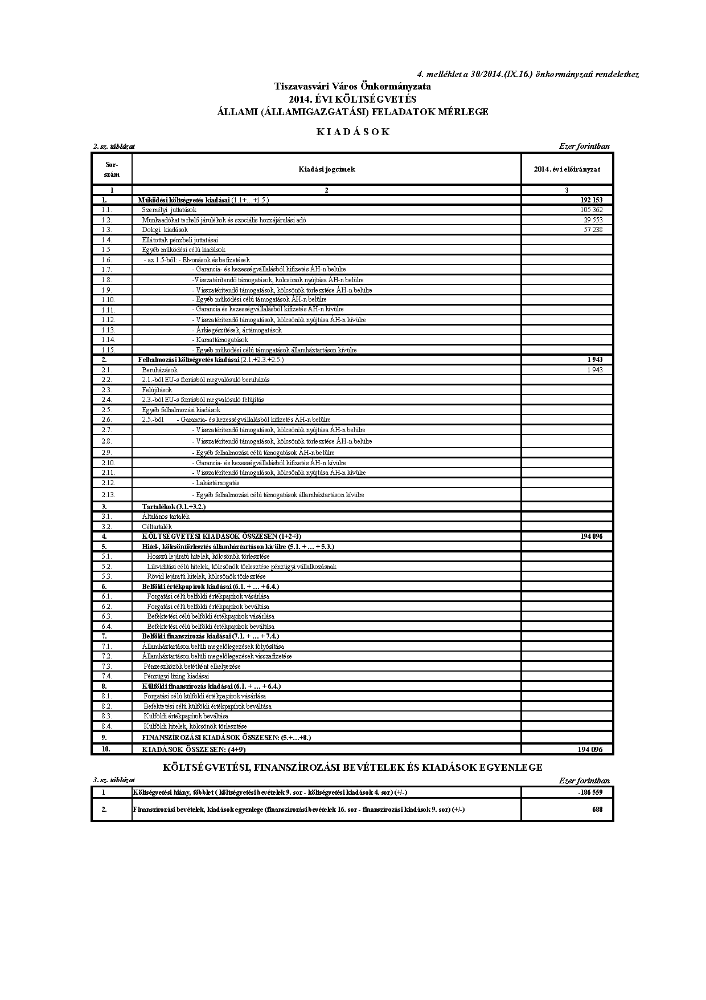 4. melléklet a 30/2014.(IX.16.) önkormányzati rendelethez
Tiszavasvári Város Önkormányzata
2014. ÉVI KÖLTSÉGVETÉS
ÁLLAMI (ÁLLAMIGAZGATÁSI) FELADATOK MÉRLEGE
K I A D Á S O K
2. sz. táblázat Ezer forintban
Sor-szám Kiadási jogcímek 2014. évi előirányzat
1 2 3
1. Működési költségvetés kiadásai (1.1+…+1.5.) 192 153
1.1. Személyi juttatások 105 362
1.2. Munkaadókat terhelő járulékok és szociális hozzájárulási adó 29 553
1.3. Dologi kiadások 57 238
1.4. Ellátottak pénzbeli juttatásai
1.5 Egyéb működési célú kiadások
1.6. - az 1.5-ből: - Elvonások és befizetések
1.7. - Garancia- és kezességvállalásból kifizetés ÁH-n belülre
1.8. -Visszatérítendő támogatások, kölcsönök nyújtása ÁH-n belülre
1.9. - Visszatérítendő támogatások, kölcsönök törlesztése ÁH-n belülre
1.10. - Egyéb működési célú támogatások ÁH-n belülre
1.11. - Garancia és kezességvállalásból kifizetés ÁH-n kívülre
1.12. - Visszatérítendő támogatások, kölcsönök nyújtása ÁH-n kívülre
1.13. - Árkiegészítések, ártámogatások
1.14. - Kamattámogatások
1.15. - Egyéb működési célú támogatások államháztartáson kívülre
2. Felhalmozási költségvetés kiadásai (2.1.+2.3.+2.5.) 1 943
2.1. Beruházások 1 943
2.2. 2.1.-ből EU-s forrásból megvalósuló beruházás
2.3. Felújítások
2.4. 2.3.-ból EU-s forrásból megvalósuló felújítás
2.5. Egyéb felhalmozási kiadások
2.6. 2.5.-ből - Garancia- és kezességvállalásból kifizetés ÁH-n belülre
2.7. - Visszatérítendő támogatások, kölcsönök nyújtása ÁH-n belülre
2.8. - Visszatérítendő támogatások, kölcsönök törlesztése ÁH-n belülre
2.9. - Egyéb felhalmozási célú támogatások ÁH-n belülre
2.10. - Garancia- és kezességvállalásból kifizetés ÁH-n kívülre
2.11. - Visszatérítendő támogatások, kölcsönök nyújtása ÁH-n kívülre
2.12. - Lakástámogatás
2.13. - Egyéb felhalmozási célú támogatások államháztartáson kívülre
3. Tartalékok (3.1.+3.2.)
3.1. Általános tartalék
3.2. Céltartalék
4. KÖLTSÉGVETÉSI KIADÁSOK ÖSSZESEN (1+2+3) 194 096
5. Hitel-, kölcsöntörlesztés államháztartáson kívülre (5.1. + … + 5.3.)
5.1. Hosszú lejáratú hitelek, kölcsönök törlesztése
5.2. Likviditási célú hitelek, kölcsönök törlesztése pénzügyi vállalkozásnak
5.3. Rövid lejáratú hitelek, kölcsönök törlesztése
6. Belföldi értékpapírok kiadásai (6.1. + … + 6.4.)
6.1. Forgatási célú belföldi értékpapírok vásárlása
6.2. Forgatási célú belföldi értékpapírok beváltása
6.3. Befektetési célú belföldi értékpapírok vásárlása
6.4. Befektetési célú belföldi értékpapírok beváltása
7. Belföldi finanszírozás kiadásai (7.1. + … + 7.4.)
7.1. Államháztartáson belüli megelőlegezések folyósítása
7.2. Államháztartáson belüli megelőlegezések visszafizetése
7.3. Pénzeszközök betétként elhelyezése
7.4. Pénzügyi lízing kiadásai
8. Külföldi finanszírozás kiadásai (6.1. + … + 6.4.)
8.1. Forgatási célú külföldi értékpapírok vásárlása
8.2. Befektetési célú külföldi értékpapírok beváltása
8.3. Külföldi értékpapírok beváltása
8.4. Külföldi hitelek, kölcsönök törlesztése
9. FINANSZÍROZÁSI KIADÁSOK ÖSSZESEN: (5.+…+8.)
10. KIADÁSOK ÖSSZESEN: (4+9) 194 096
KÖLTSÉGVETÉSI, FINANSZÍROZÁSI BEVÉTELEK ÉS KIADÁSOK EGYENLEGE
3. sz. táblázat Ezer forintban
1 Költségvetési hiány, többlet ( költségvetési bevételek 9. sor - költségvetési kiadások 4. sor) (+/-) -186 559
2. Finanszírozási bevételek, kiadások egyenlege (finanszírozási bevételek 16. sor - finanszírozási kiadások 9. sor) (+/-) 688